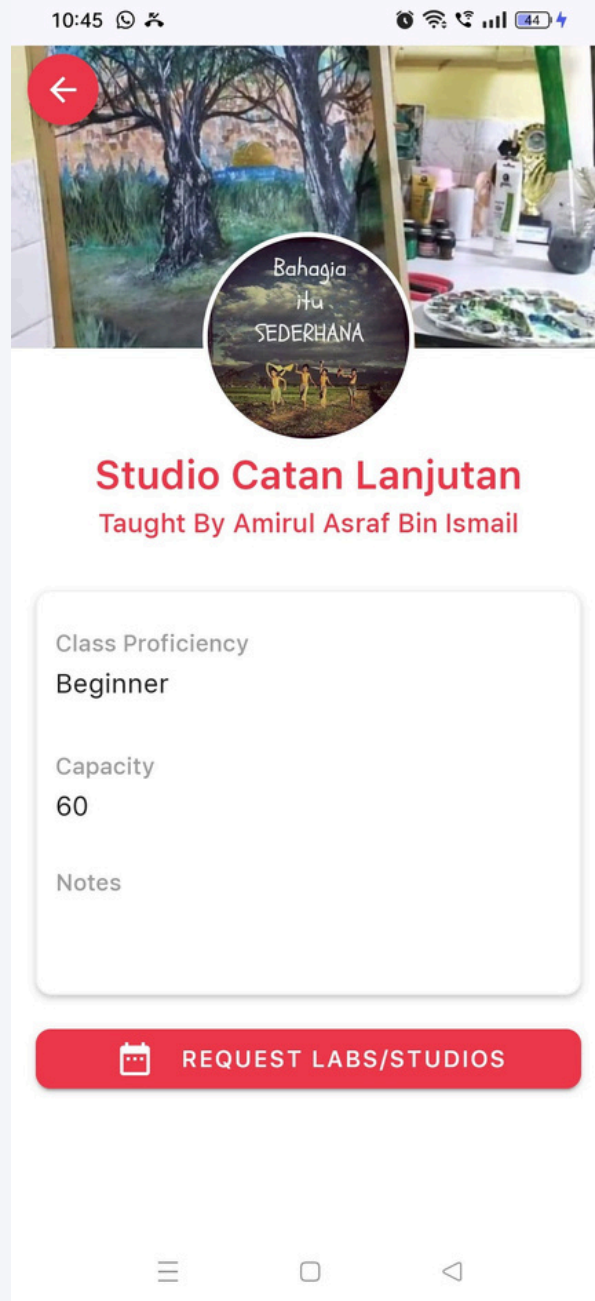 10:45
44
Bahagia
itu
SEDERHANA
Studio Catan Lanjutan
Taught By Amirul Asraf Bin Ismail
Class Proficiency
Beginner
Capacity
60
Notes
REQUEST LABS/STUDIOS